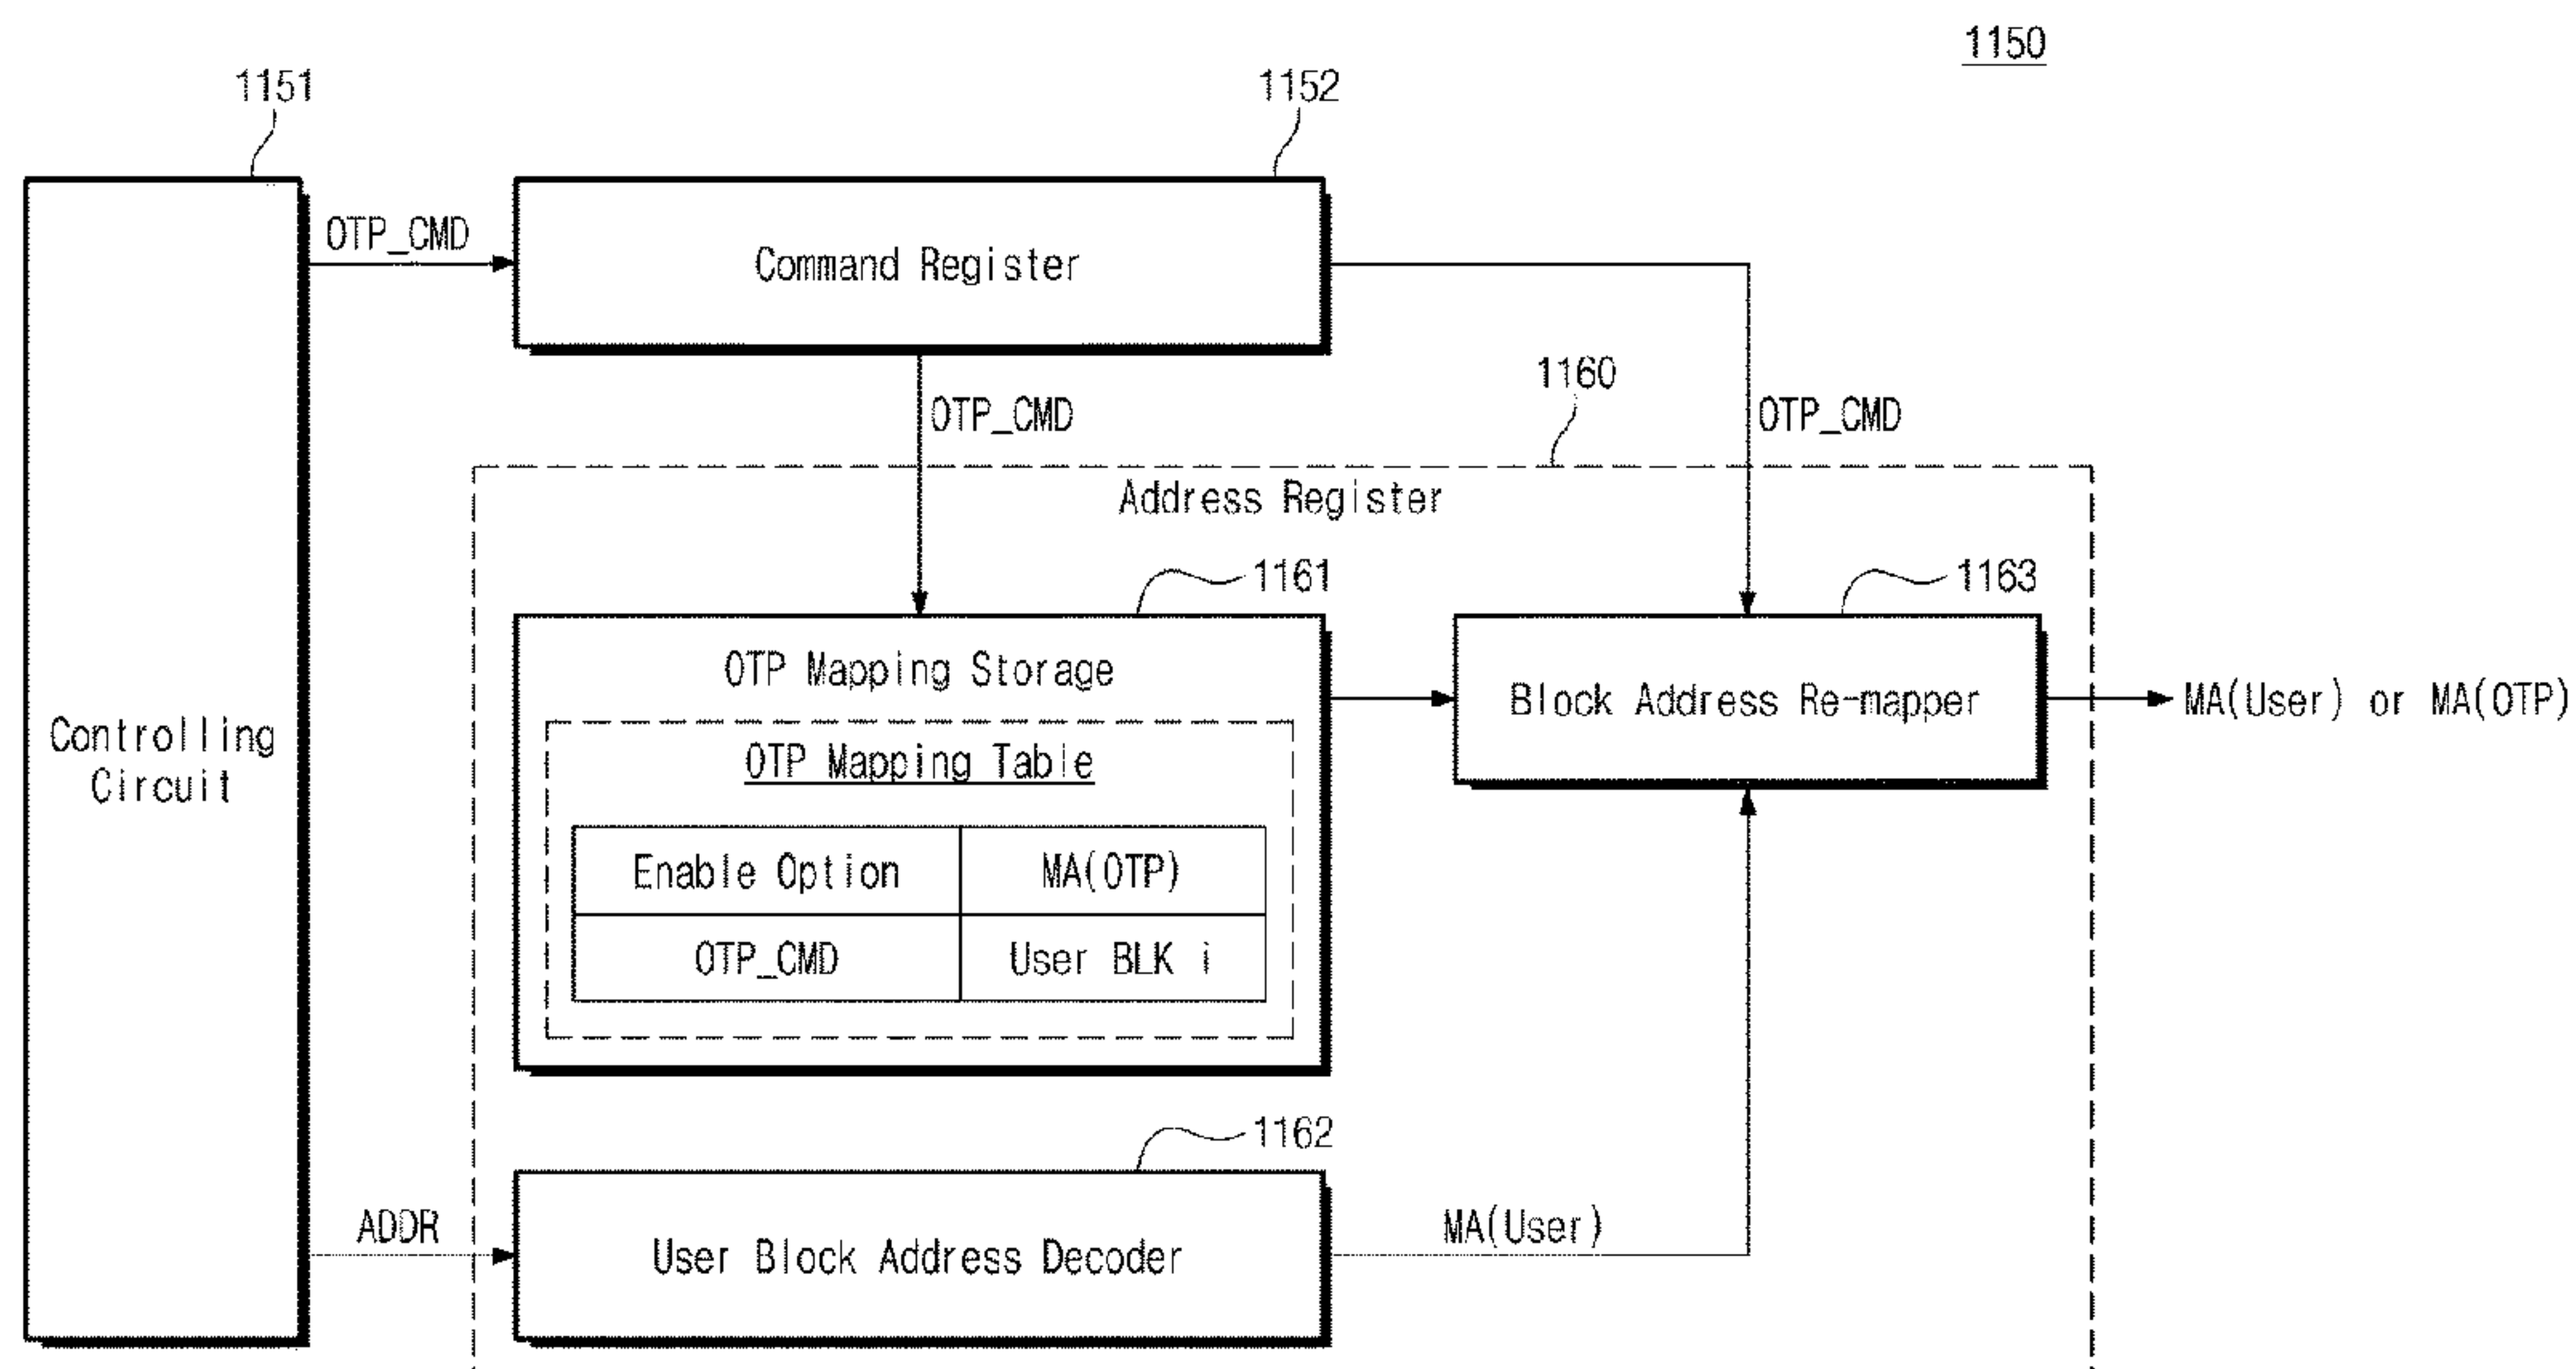 1150
1151
1152
OTP_CMD
Command Register
1160
OTP_CMD
OTP_CMD
Address Register
1161
1163
OTP Mapping Storage
Block Address Re-mapper
MA(User) or MA(OTP)
Controlling
Circuit
OTP Mapping Table
Enable Option
MA(OTP)
OTP_CMD
User BLK i
1162
ADDR
User Block Address Decoder
MA(User)